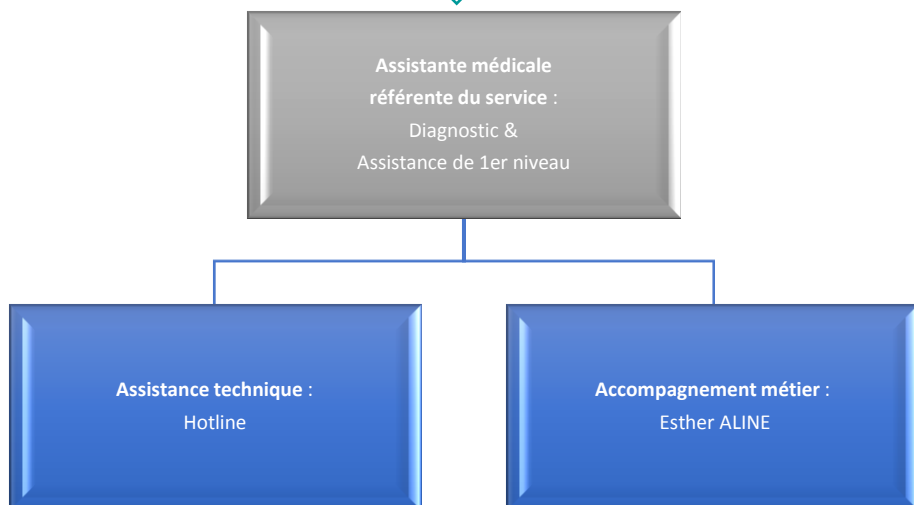 Assistante médicale
référente du service :
Diagnostic &
Assistance de 1er niveau
Assistance technique :
Hotline
Accompagnement métier :
Esther ALINE